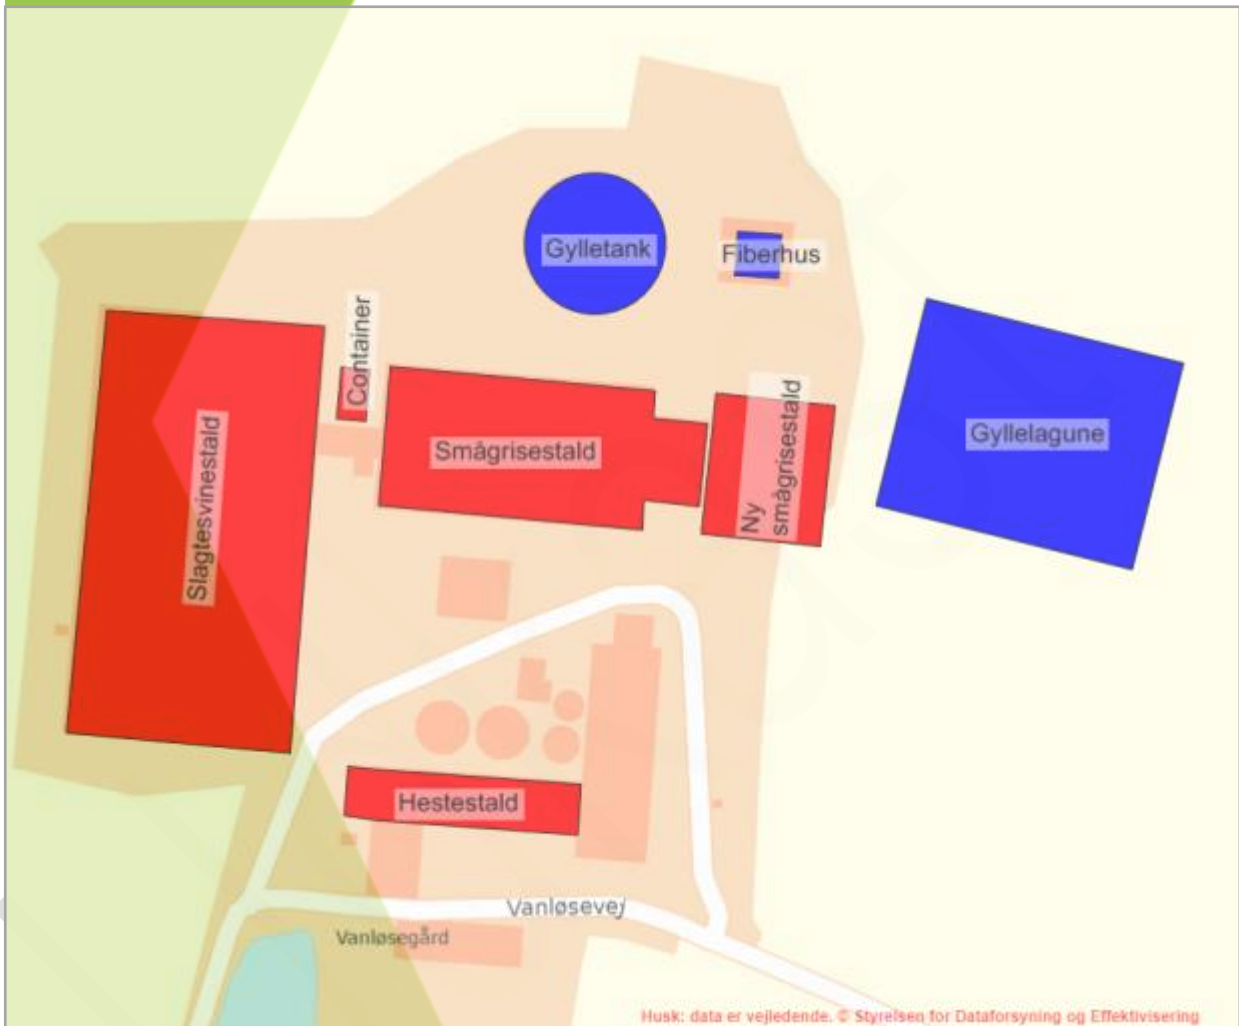 Gylletank
Fiberhus
Container
Slagtesvinestald
Smågrisestald
Ny
smågrisestald
Gyllelagune
Hestestald
Vanløsevej
Vanløsegård
Husk: data er vejledende. © Styrelsen for Dataforsyning og Effektivisering